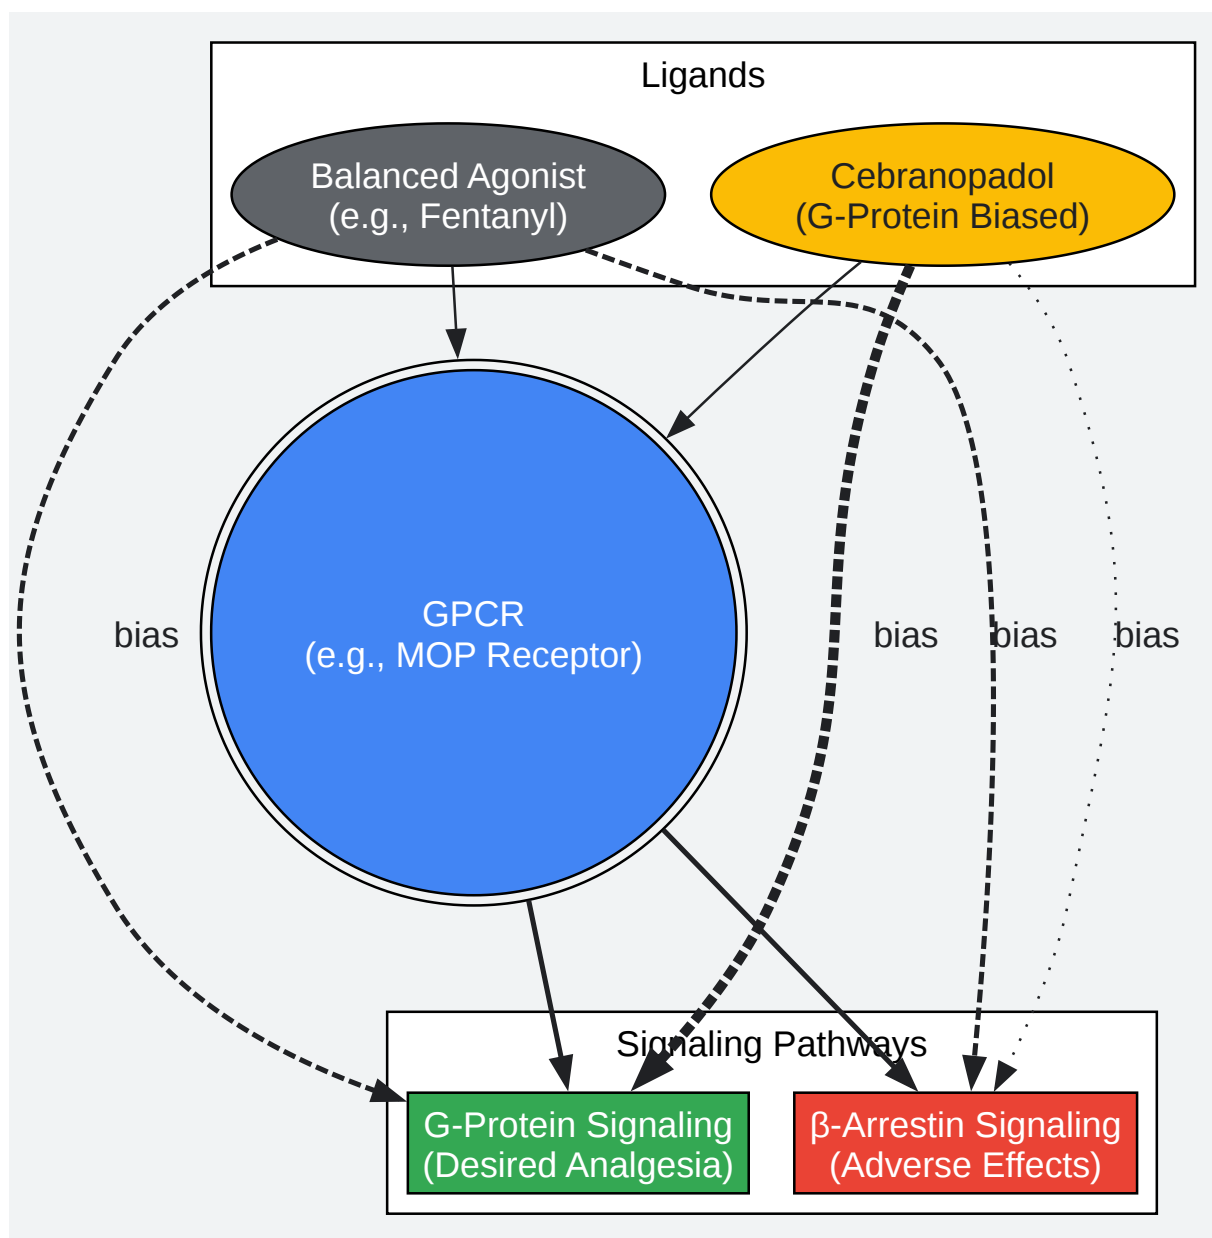 Ligands
Balanced Agonist
(e.g., Fentanyl)
Cebranopadol
(G-Protein Biased)
GPCR
(e.g., MOP Receptor)
bias
bias
bias
bias
Signaling Pathways
G-Protein Signaling
(Desired Analgesia)
β-Arrestin Signaling
(Adverse Effects)